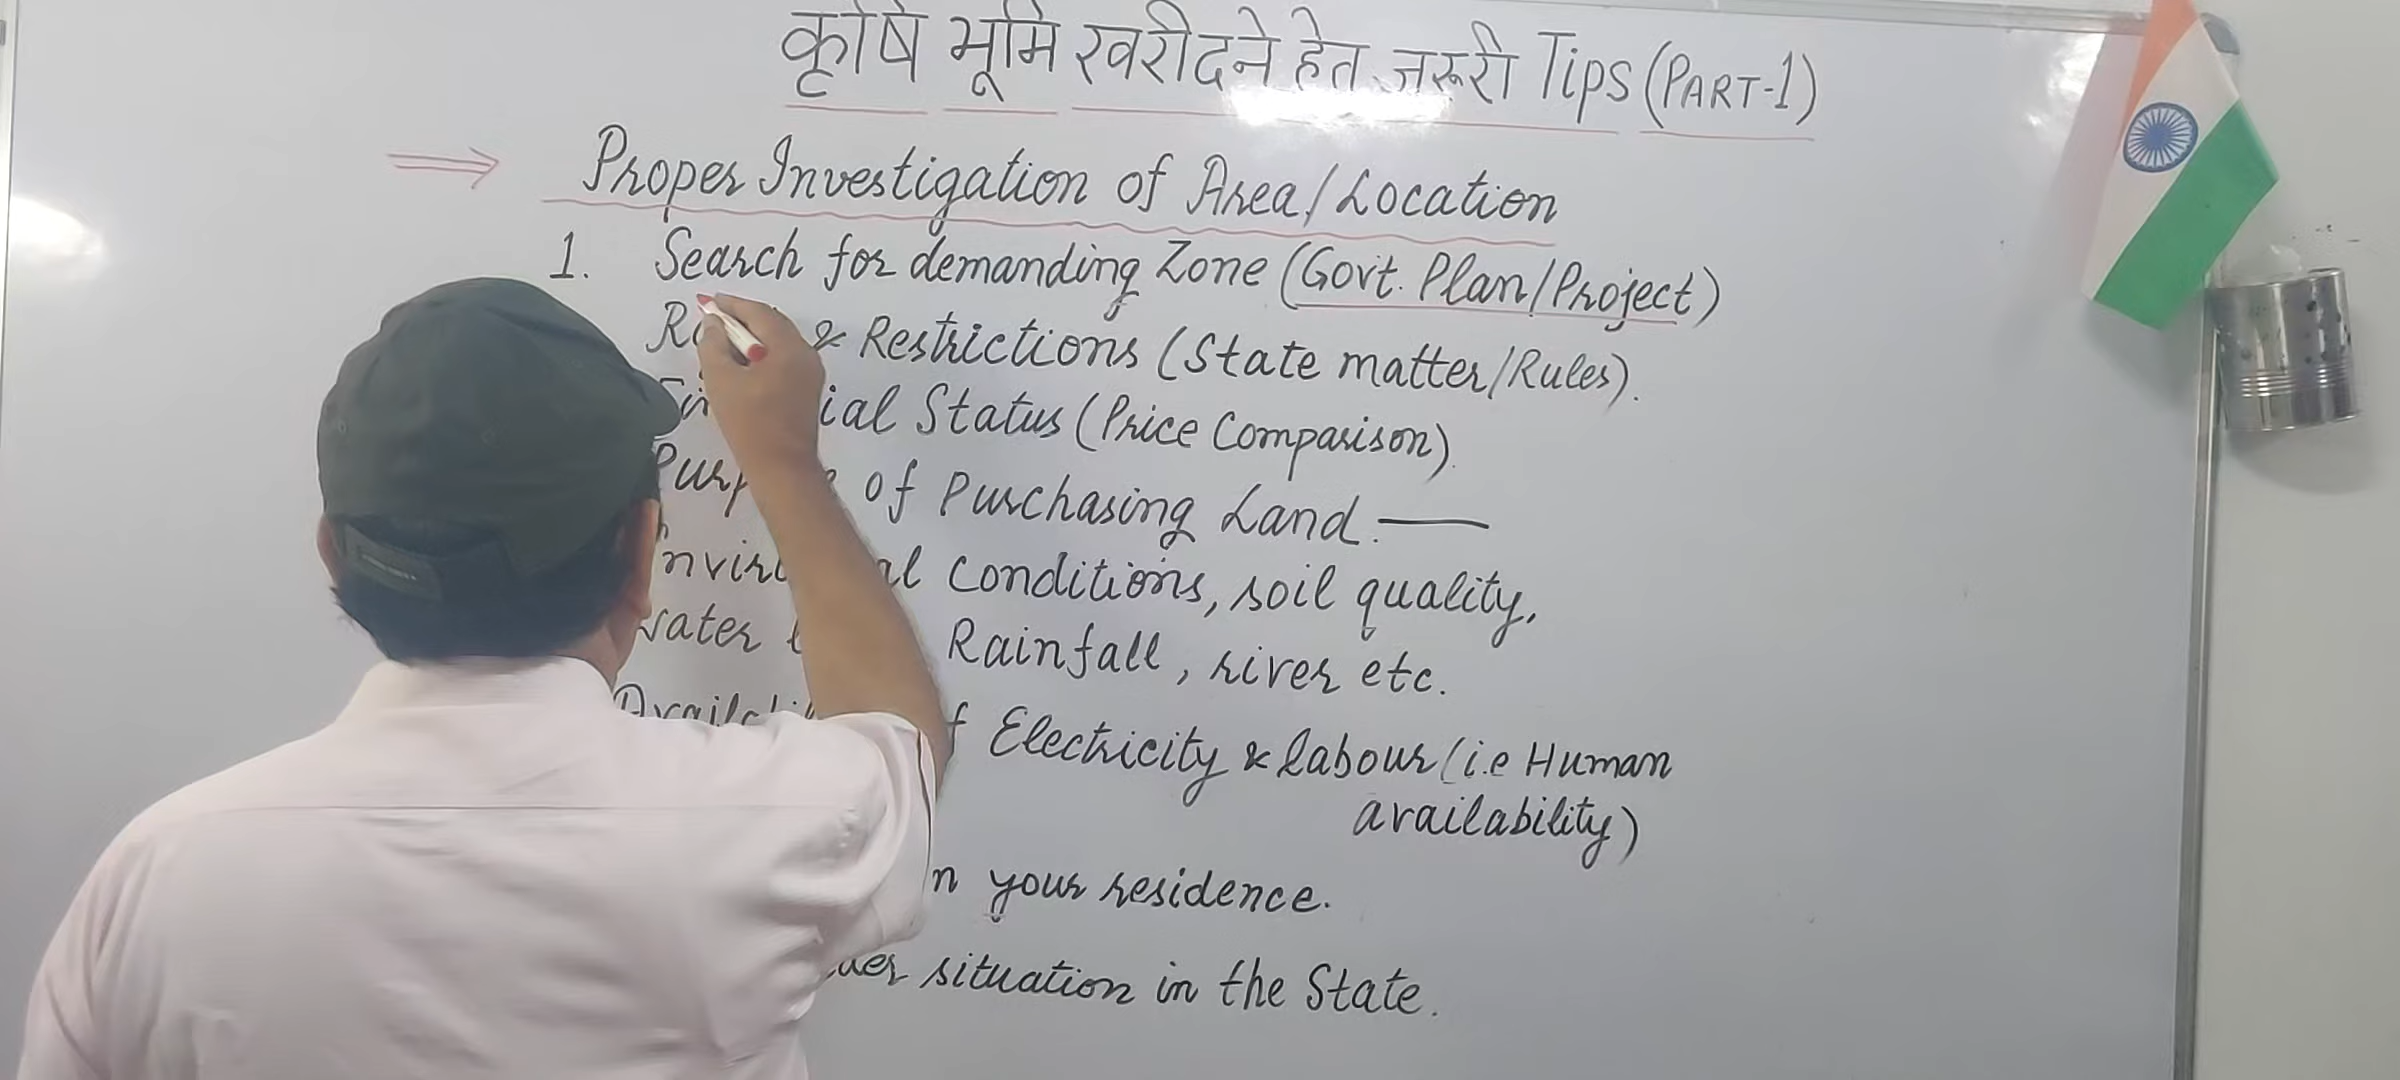 कृषि भूमि खरीदने हेतु जरूरी Tips (PART-1)
⇒ Proper Investigation of Area/Location
1. Search for demanding Zone (Govt. Plan/Project)
& Restrictions (State matter/Rules).
Status (Price Comparison).
of Purchasing Land. —
conditions, soil quality,
Rainfall, river etc.
Electricity & labour (i.e Human
availability)
your residence.
situation in the State.